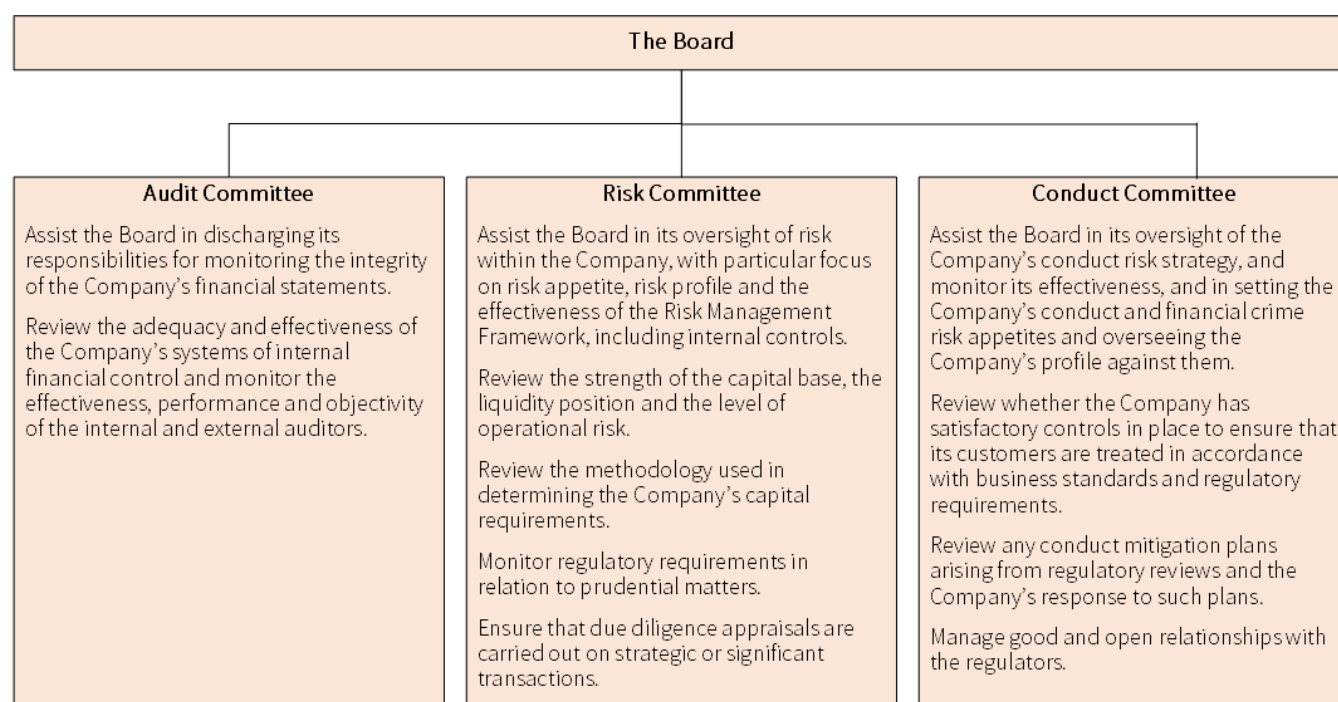 The Board
Audit Committee
Assist the Board in discharging its
responsibilities for monitoring the integrity
of the Company's financial statements.
Review the adequacy and effectiveness of
the Company's systems of internal
financial control and monitor the
effectiveness, performance and objectivity
of the internal and external auditors.
Risk Committee
Assist the Board in its oversight of risk
within the Company, with particular focus
on risk appetite, risk profile and the
effectiveness of the Risk Management
Framework, including internal controls.
Review the strength of the capital base, the
liquidity position and the level of
operational risk.
Review the methodology used in
determining the Company's capital
requirements.
Monitor regulatory requirements in
relation to prudential matters.
Ensure that due diligence appraisals are
carried out on strategic or significant
transactions.
Conduct Committee
Assist the Board in its oversight of the
Company's conduct risk strategy, and
monitor its effectiveness, and in setting the
Company's conduct and financial crime
risk appetites and overseeing the
Company's profile against them.
Review whether the Company has
satisfactory controls in place to ensure that
its customers are treated in accordance
with business standards and regulatory
requirements.
Review any conduct mitigation plans
arising from regulatory reviews and the
Company's response to such plans.
Manage good and open relationships with
the regulators.